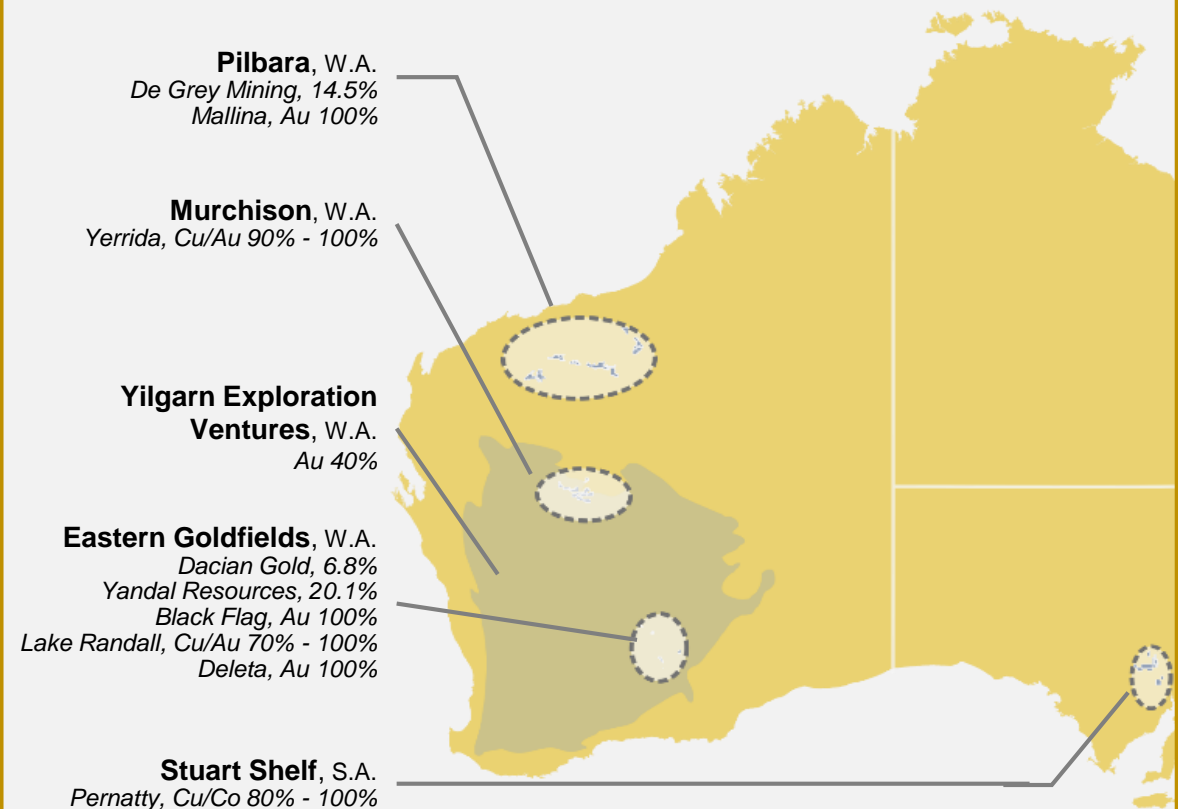 Pilbara, W.A.
De Grey Mining, 14.5%
Mallina, Au 100%
Murchison, W.A.
Yerrida, Cu/Au 90% - 100%
Yilgarn Exploration
Ventures, W.A.
Au 40%
Eastern Goldfields, W.A.
Dacian Gold, 6.8%
Yandal Resources, 20.1%
Black Flag, Au 100%
Lake Randall, Cu/Au 70% - 100%
Deleta, Au 100%
Stuart Shelf, S.A.
Pernatty, Cu/Co 80% - 100%